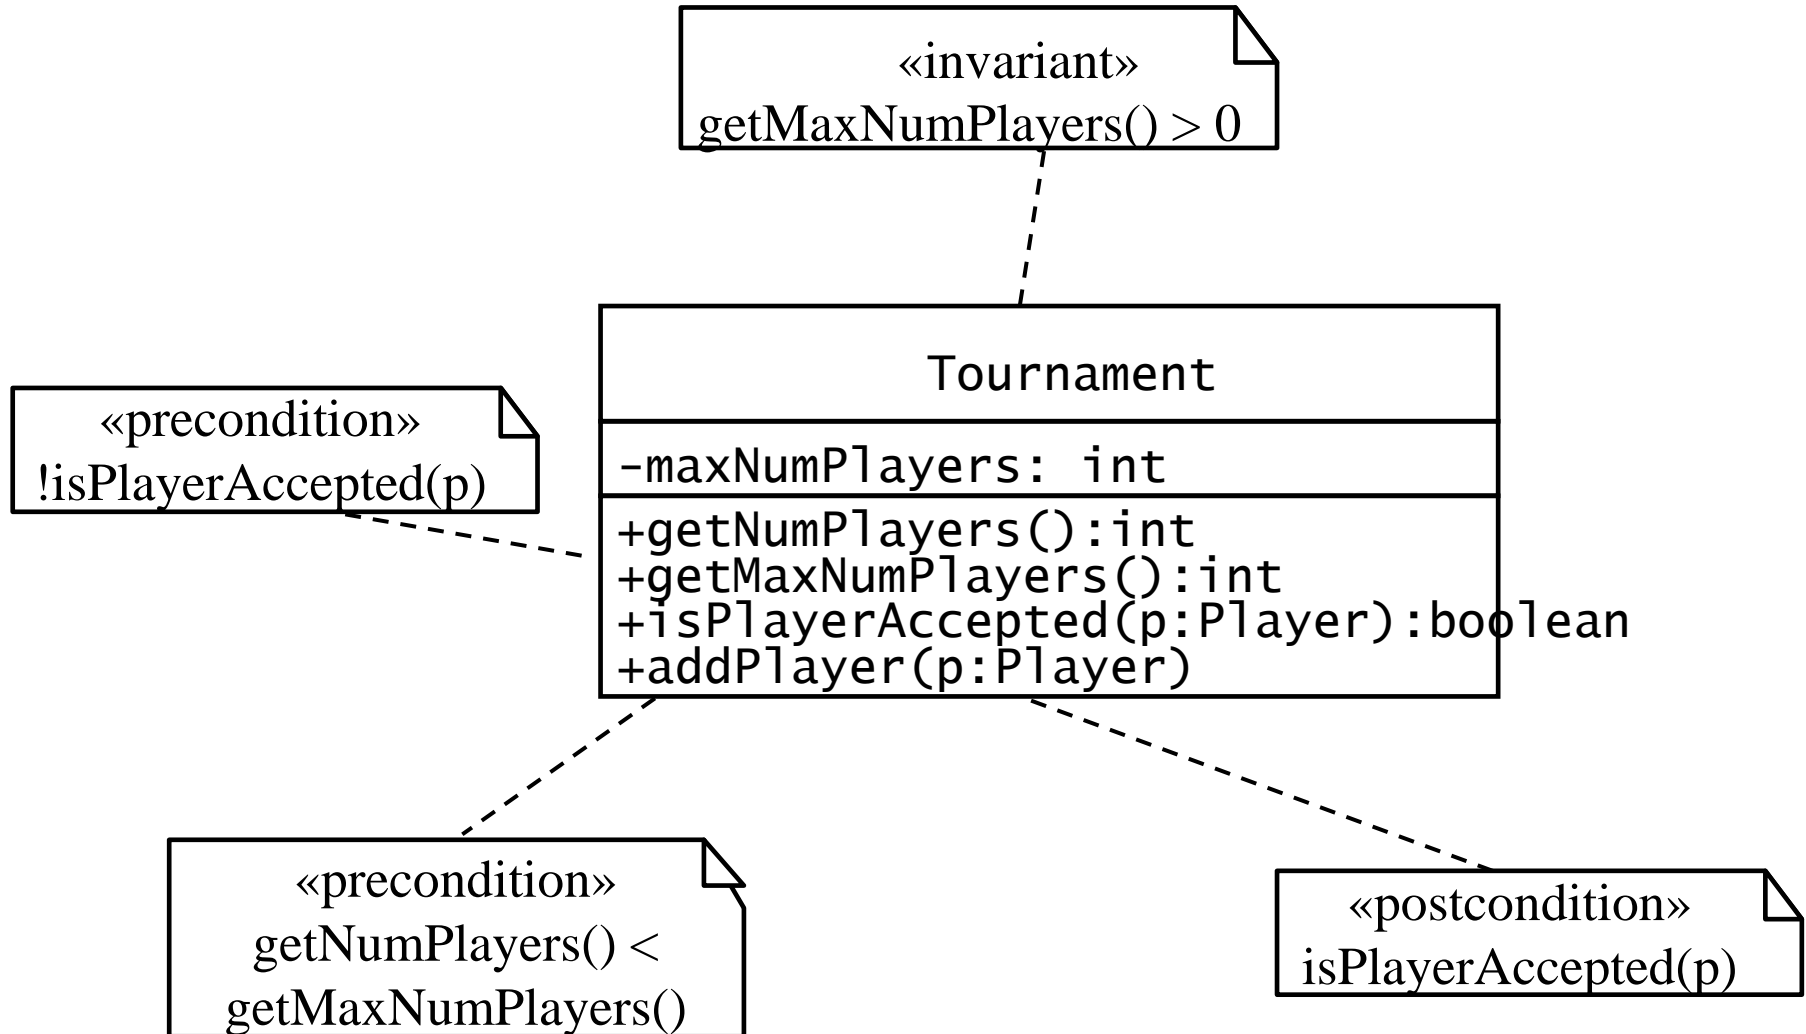 «invariant»
getMaxNumPlayers() > 0
Tournament
«precondition»
!isPlayerAccepted(p)
-maxNumPlayers: int
+getNumPlayers():int
+getMaxNumPlayers():int
+isPlayerAccepted(p:Player):boolean
+addPlayer(p:Player)
«precondition»
getNumPlayers() <
getMaxNumPlayers()
«postcondition»
isPlayerAccepted(p)